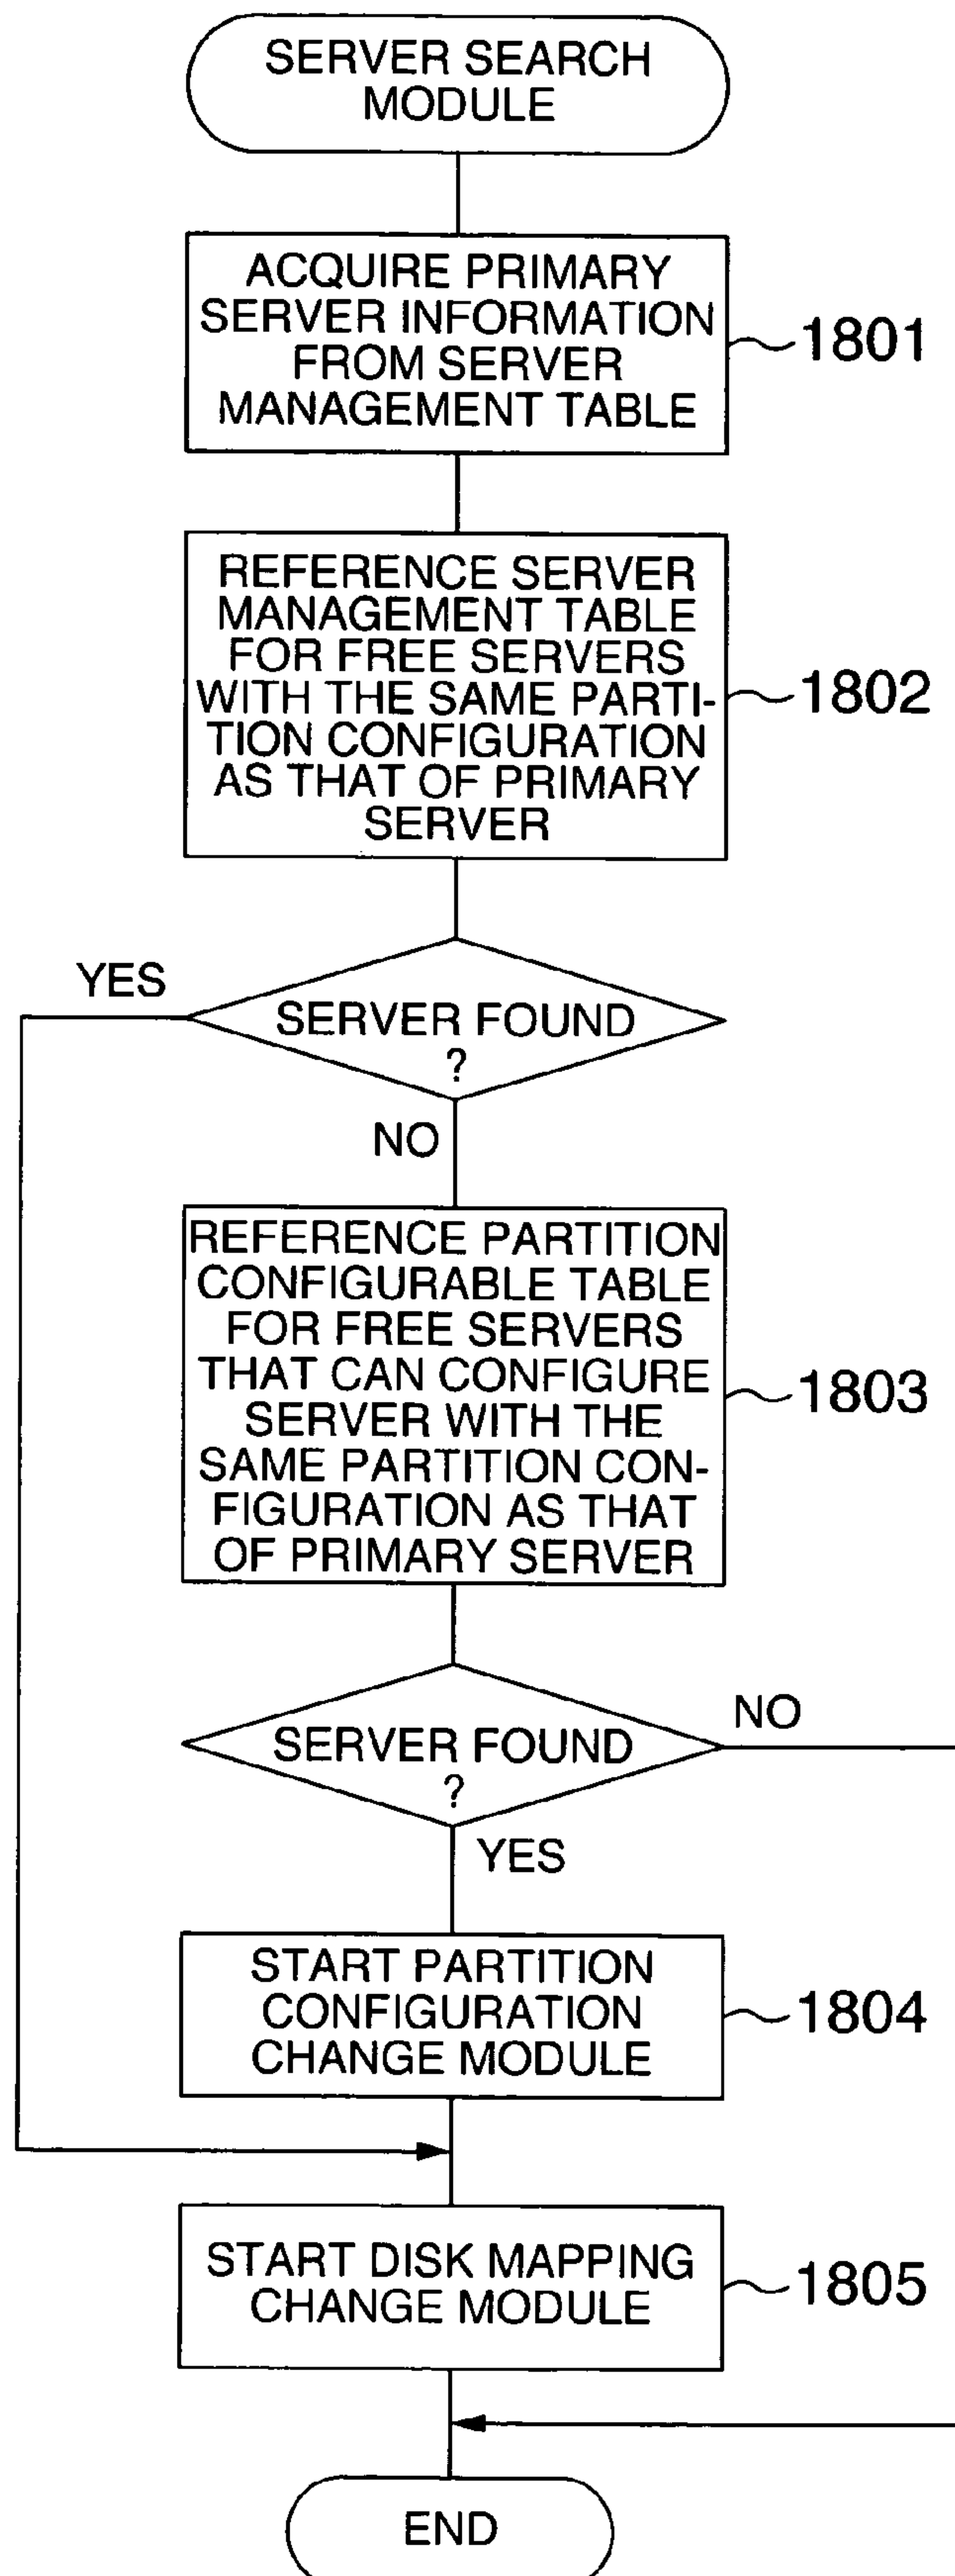 SERVER SEARCH
MODULE
ACQUIRE PRIMARY
SERVER INFORMATION
FROM SERVER
MANAGEMENT TABLE
1801
REFERENCE SERVER
MANAGEMENT TABLE
FOR FREE SERVERS
WITH THE SAME PARTI-
TION CONFIGURATION
AS THAT OF PRIMARY
SERVER
1802
YES
SERVER FOUND
?
NO
REFERENCE PARTITION
CONFIGURABLE TABLE
FOR FREE SERVERS
THAT CAN CONFIGURE
SERVER WITH THE
SAME PARTITION CON-
FIGURATION AS THAT
OF PRIMARY SERVER
1803
SERVER FOUND
?
NO
YES
START PARTITION
CONFIGURATION
CHANGE MODULE
1804
START DISK MAPPING
CHANGE MODULE
1805
END